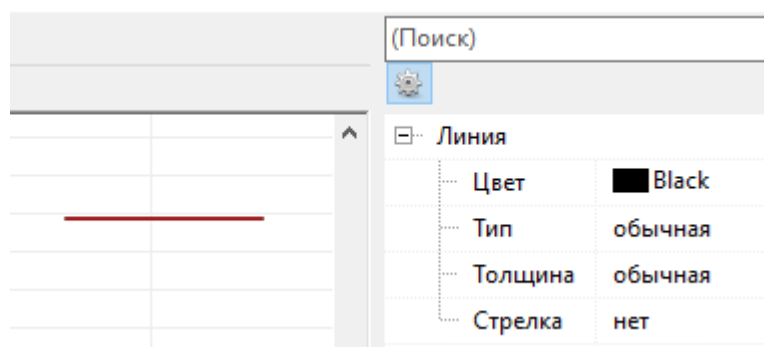 (Поиск)
Линия
Цвет Black
Тип обычная
Толщина обычная
Стрелка нет